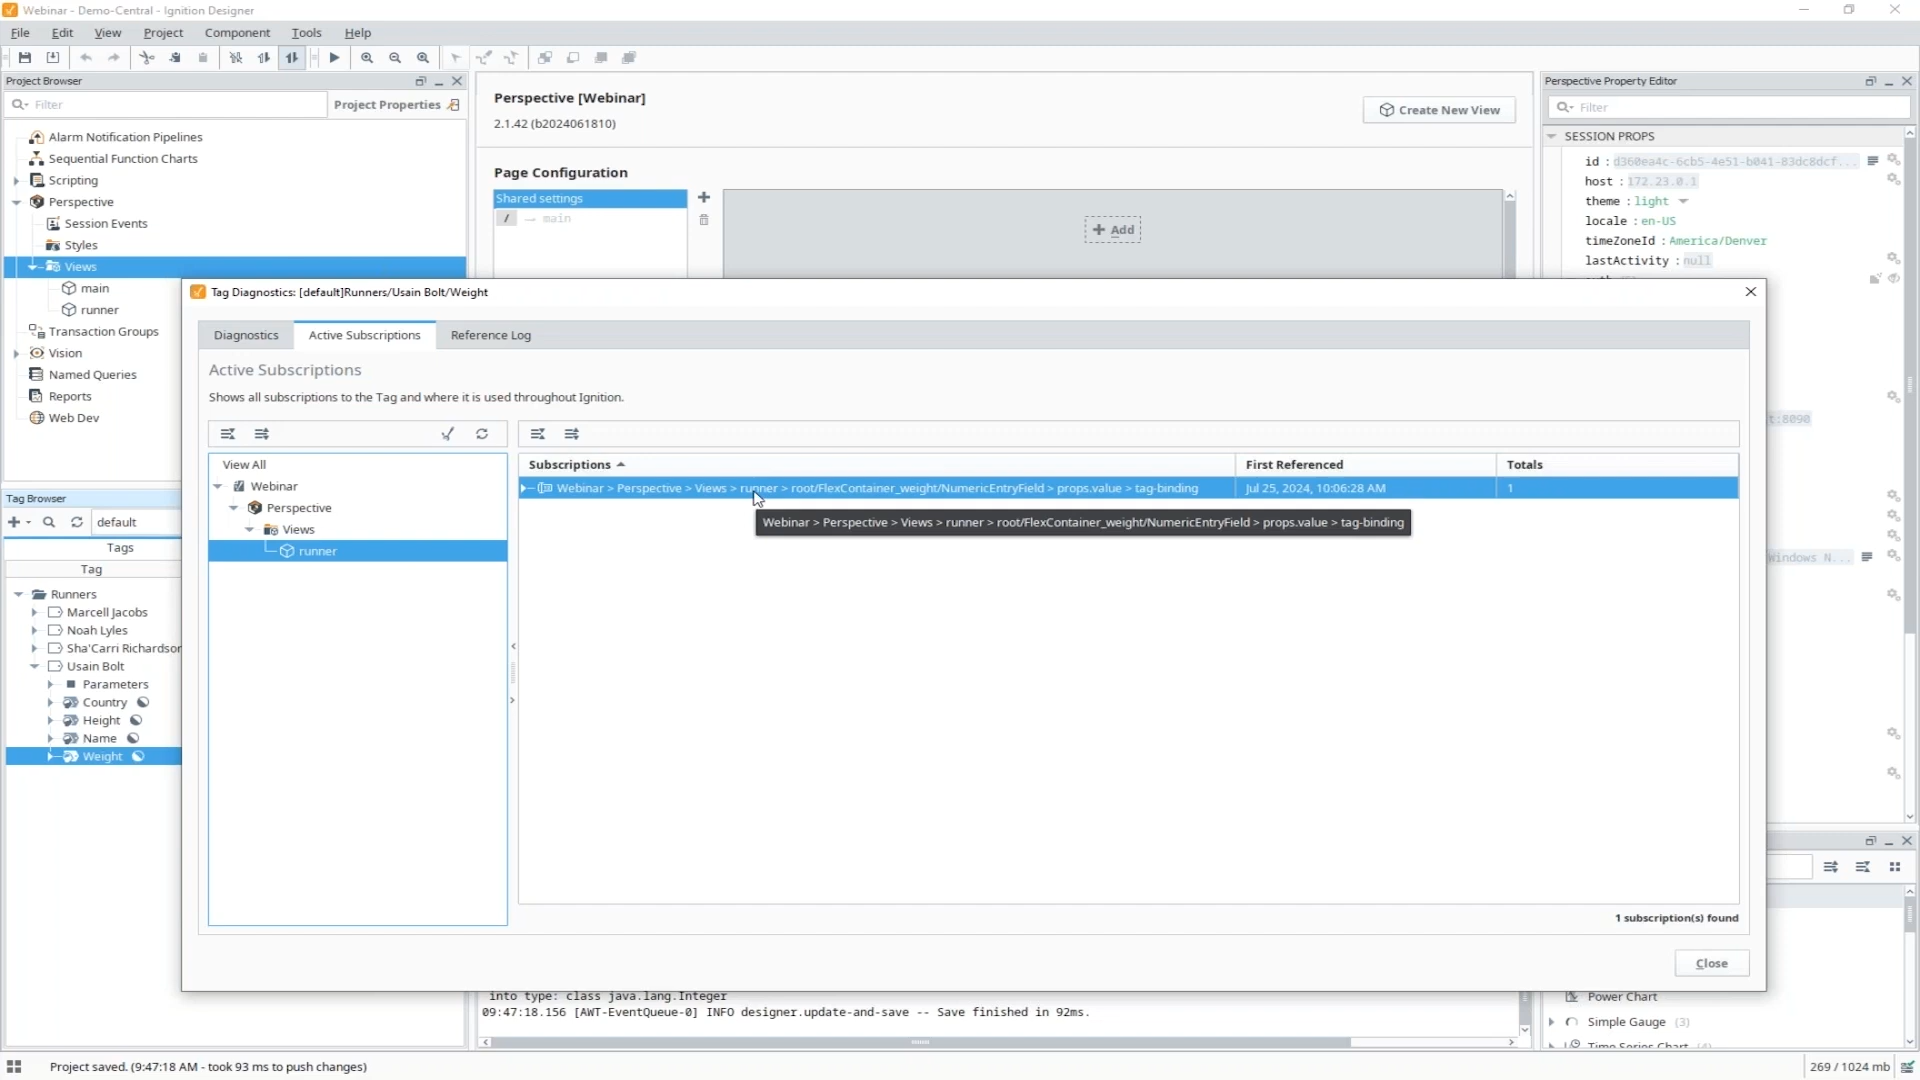 Webinar - Demo-Central - Ignition Designer
File Edit View Project Component Tools Help
Project Browser
Filter
Project Properties
Alarm Notification Pipelines
Sequential Function Charts
Scripting
Perspective
Session Events
Styles
Views
main
runner
Transaction Groups
Vision
Named Queries
Reports
Web Dev
Tag Browser
default
Tags
Tag
Runners
Marcell Jacobs
Noah Lyles
Sha'Carri Richardson
Usain Bolt
Parameters
Country
Height
Name
Weight
Perspective [Webinar]
2.1.42 (b2024061810)
Create New View
Page Configuration
Shared settings
/ → main
+ Add
Perspective Property Editor
Filter
SESSION PROPS
id : d360ea4c-6cb5-4e51-b041-83dc8dcf...
host : 172.23.0.1
theme : light
locale : en-US
timeZoneId : America/Denver
lastActivity : null
t:8090
Windows N...
Tag Diagnostics: [default]Runners/Usain Bolt/Weight
Diagnostics Active Subscriptions Reference Log
Active Subscriptions
Shows all subscriptions to the Tag and where it is used throughout Ignition.
View All
Webinar
Perspective
Views
runner
Subscriptions First Referenced Totals
Webinar > Perspective > Views > runner > root/FlexContainer_weight/NumericEntryField > props.value > tag-binding Jul 25, 2024, 10:06:28 AM 1
Webinar > Perspective > Views > runner > root/FlexContainer_weight/NumericEntryField > props.value > tag-binding
1 subscription(s) found
Close
into type: class java.lang.Integer
09:47:18.156 [AWT-EventQueue-0] INFO designer.update-and-save -- Save finished in 92ms.
Power Chart
Simple Gauge (3)
Time Series Chart (4)
Project saved. (9:47:18 AM - took 93 ms to push changes)
269 / 1024 mb